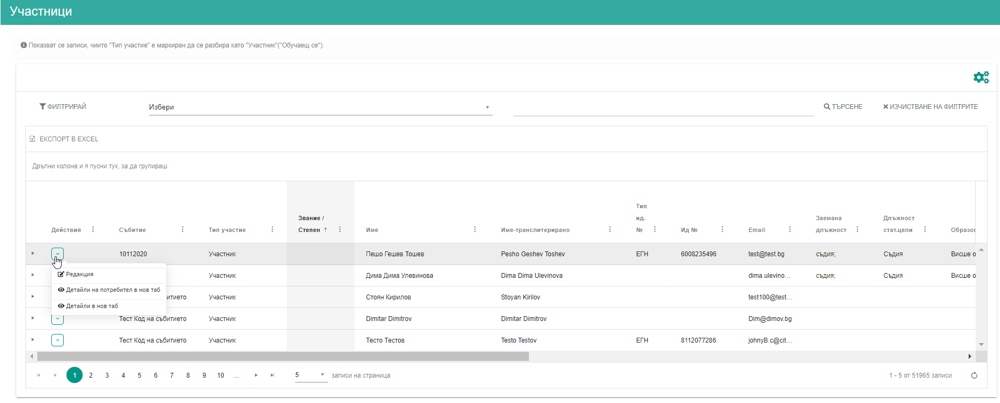 Участници
Показват се записи, чиито "Тип участие" е маркиран да се разбира като "Участник"("Обучаещ се").
ФИЛТРИРАЙ Избери ТЪРСЕНЕ ИЗЧИСТВАНЕ НА ФИЛТРИТЕ
ЕКСПОРТ В EXCEL
Дръпни колона и я пусни тук, за да групираш
Действия Събитие Тип участие Звание / Степен ↑ Име Име-транслитерирано Тип ид. № Ид № Email Заемана длъжност Длъжност стат.цели Образов
10112020 Участник Пешо Гешев Тошев Pesho Geshev Toshev ЕГН 6008235496 test@test.bg съдия; Съдия Висше о
Редакция
Участник Дима Дима Улевинова Dima Dima Ulevinova dima.ulevino... съдия; Съдия Висше о
Детайли на потребител в нов таб
итието Участник Стоян Кирилов Stoyan Kirilov test100@test...
Детайли в нов таб
Тест Код на събитието Участник Dimitar Dimitrov Dimitar Dimitrov Dim@dimov.bg
Тест Код на събитието Участник Тесто Тестов Testo Testov ЕГН 8112077286 johnyB.c@cit...
1 2 3 4 5 6 7 8 9 10 ... 5 записи на страница 1 - 5 от 51965 записи